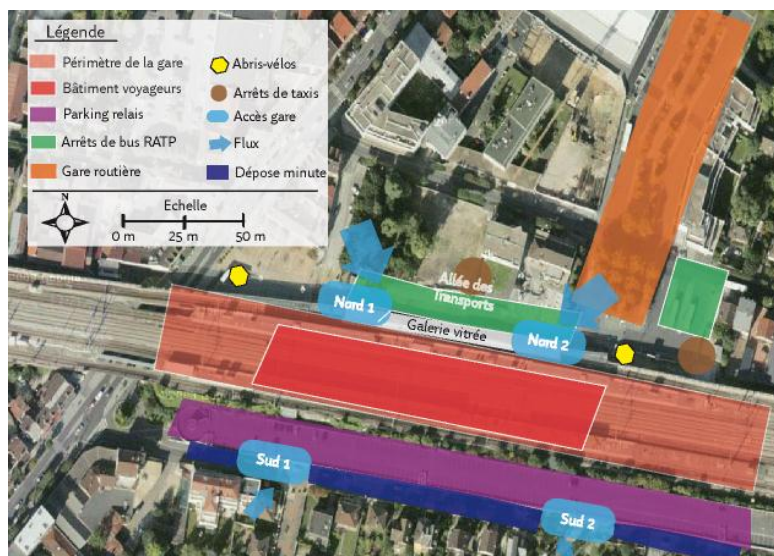 Légende
Périmètre de la gare
Bâtiment voyageurs
Parking relais
Arrêts de bus RATP
Gare routière
Abris-vélos
Arrêts de taxis
Accès gare
Flux
Dépose minute
N
Echelle
0 m 25 m 50 m
Allée des
Transports
Nord 1
Galerie vitrée
Nord 2
Sud 1
Sud 2